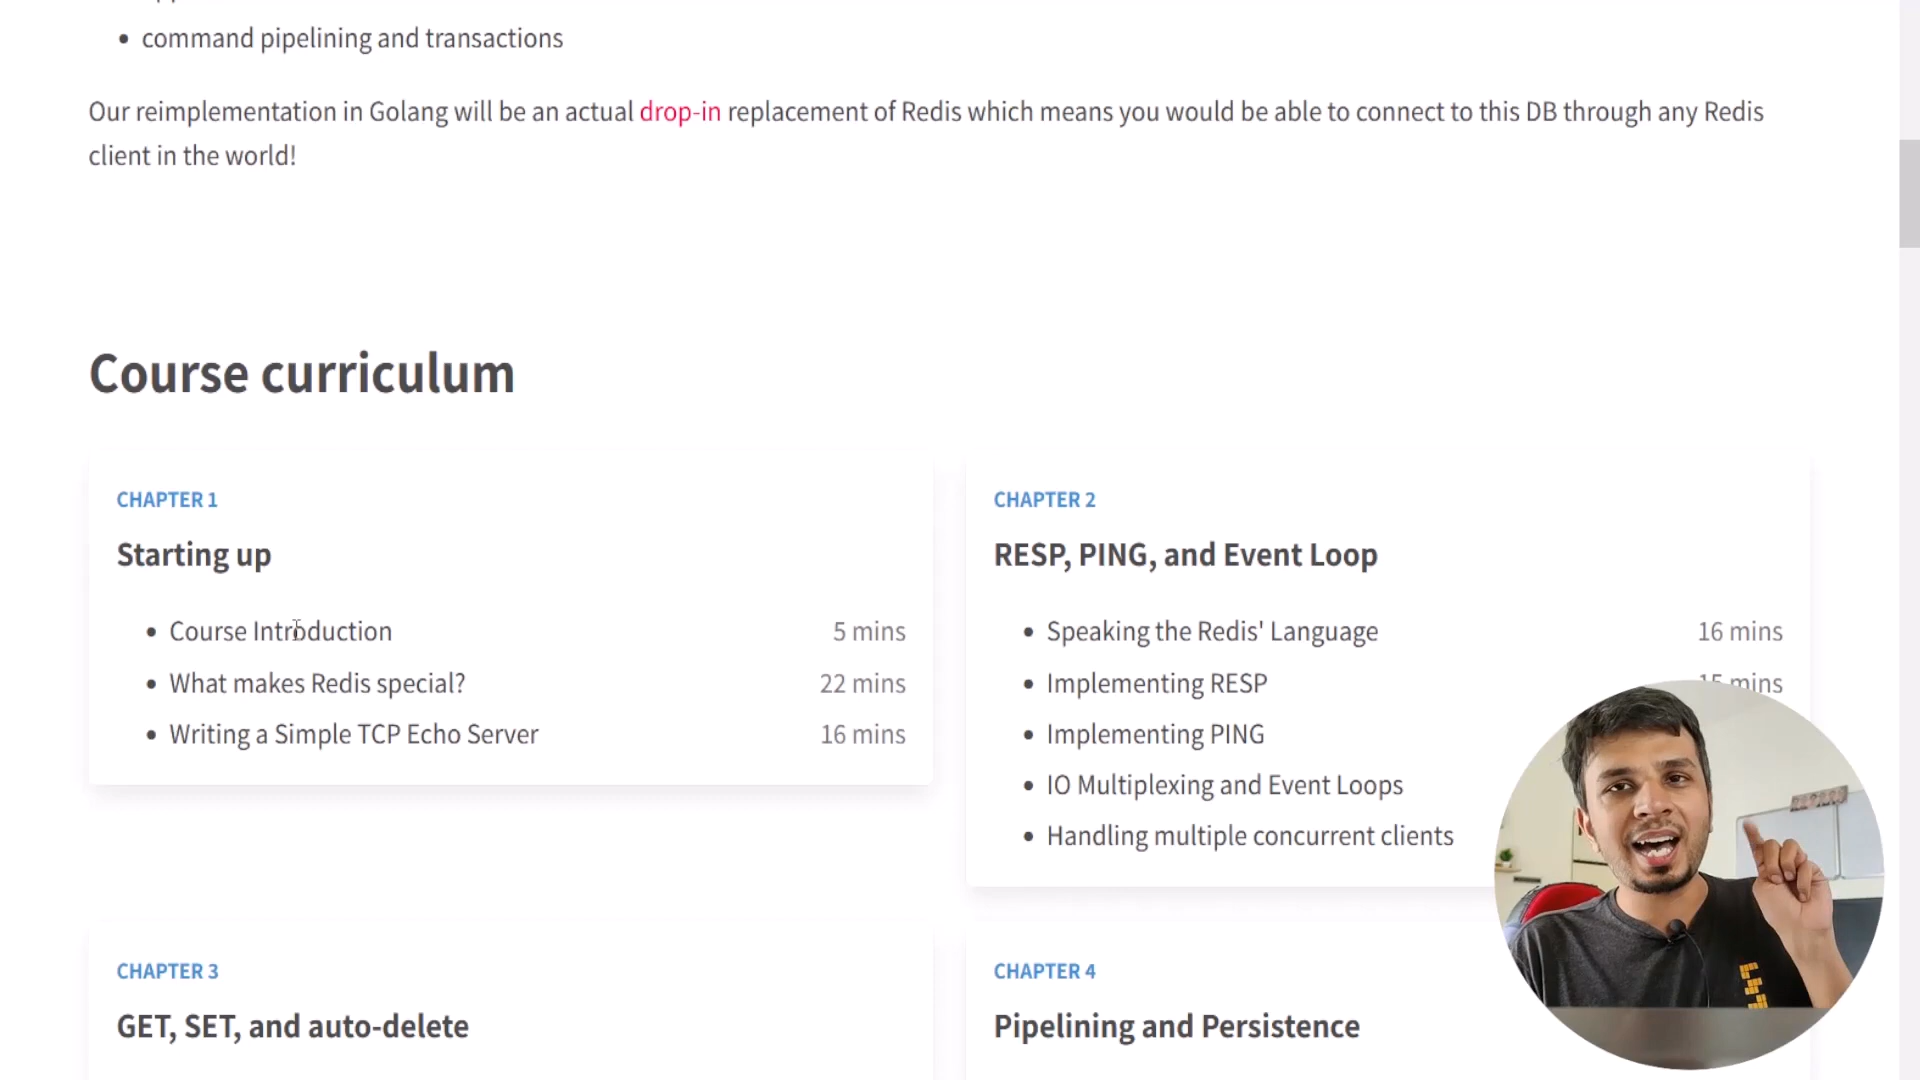 command pipelining and transactions
Our reimplementation in Golang will be an actual drop-in replacement of Redis which means you would be able to connect to this DB through any Redis
client in the world!
Course curriculum
CHAPTER 1
Starting up
Course Introduction 5 mins
What makes Redis special? 22 mins
Writing a Simple TCP Echo Server 16 mins
CHAPTER 2
RESP, PING, and Event Loop
Speaking the Redis' Language 16 mins
Implementing RESP 15 mins
Implementing PING
IO Multiplexing and Event Loops
Handling multiple concurrent clients
CHAPTER 3
GET, SET, and auto-delete
CHAPTER 4
Pipelining and Persistence